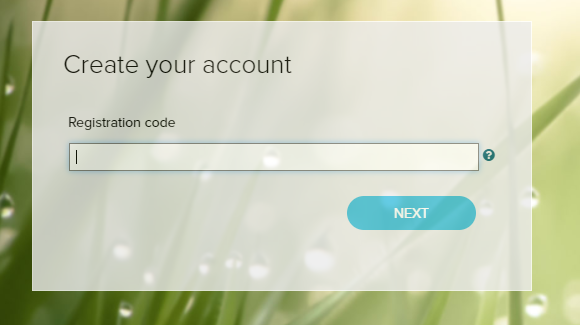 Create your account
Registration code
?
NEXT